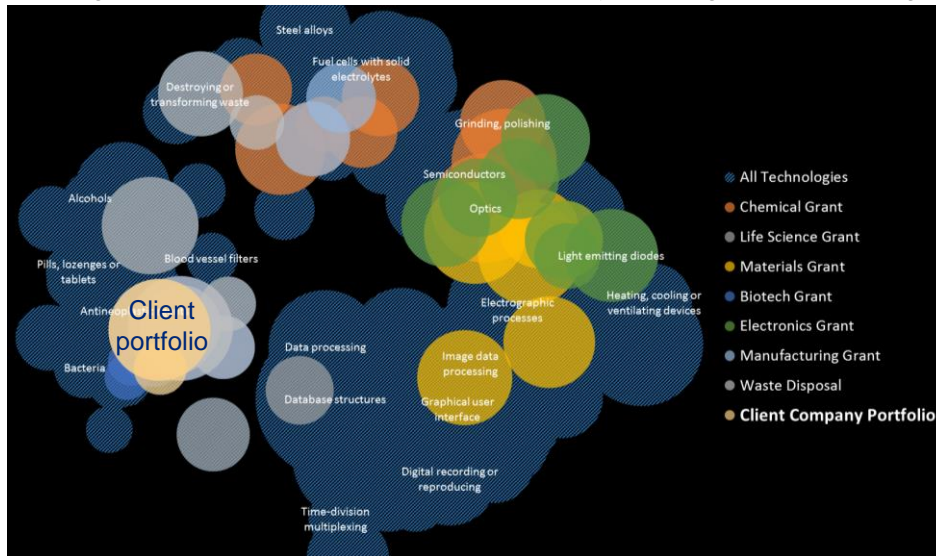 Steel alloys
Fuel cells with solid
electrolytes
Destroying or
transforming waste
Grinding, polishing
Semiconductors
Optics
Alcohols
Pills, lozenges or
tablets
Blood vessel filters
Light emitting diodes
Client
portfolio
Electrographic
processes
Heating, cooling or
ventilating devices
Bacteria
Data processing
Image data
processing
Database structures
Graphical user
interface
Digital recording or
reproducing
Time-division
multiplexing
All Technologies
Chemical Grant
Life Science Grant
Materials Grant
Biotech Grant
Electronics Grant
Manufacturing Grant
Waste Disposal
Client Company Portfolio